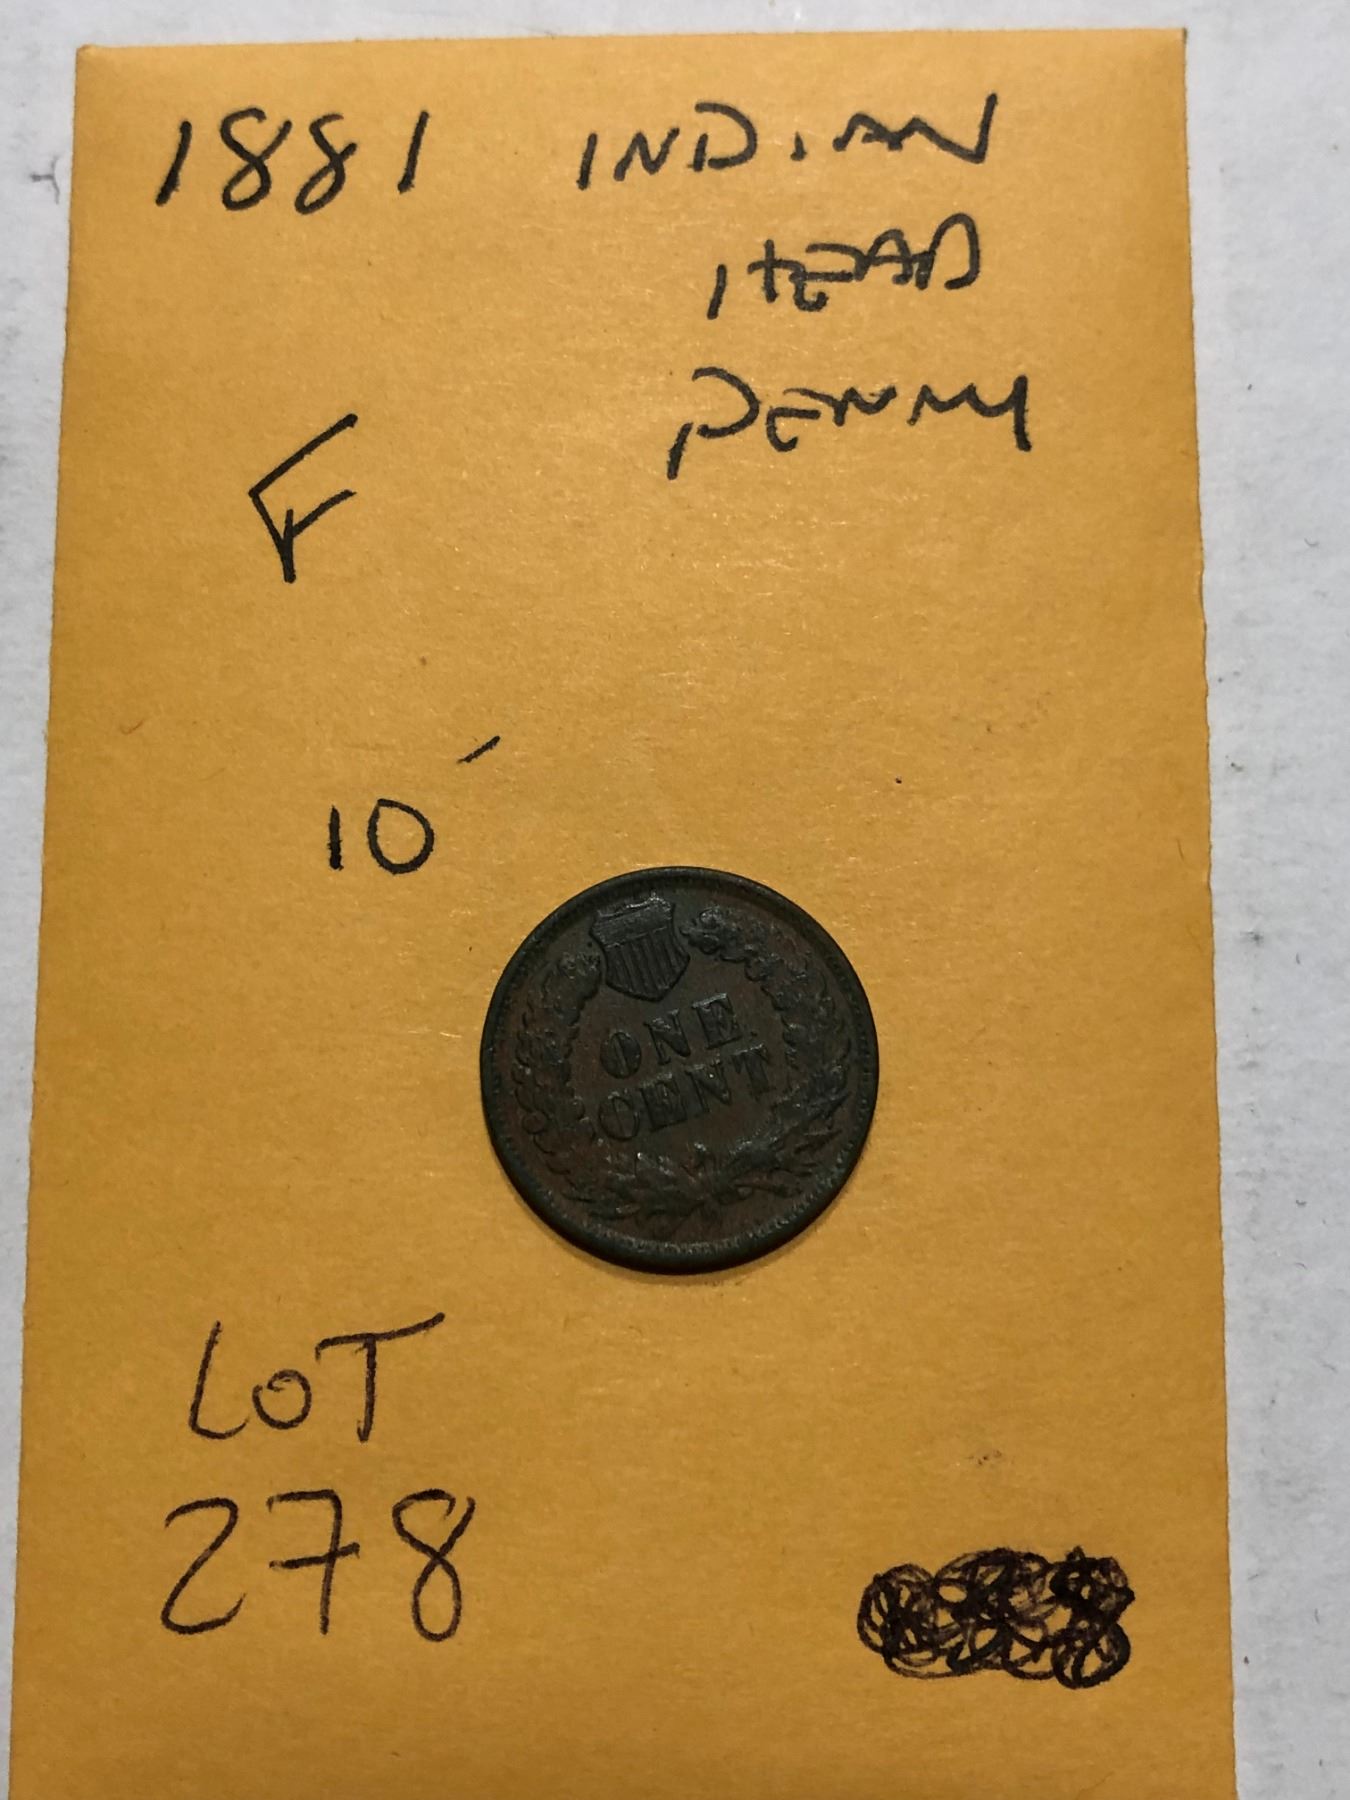 1881 INDIAN
HEAD
PENNY
F
10
ONE
CENT
LOT
278